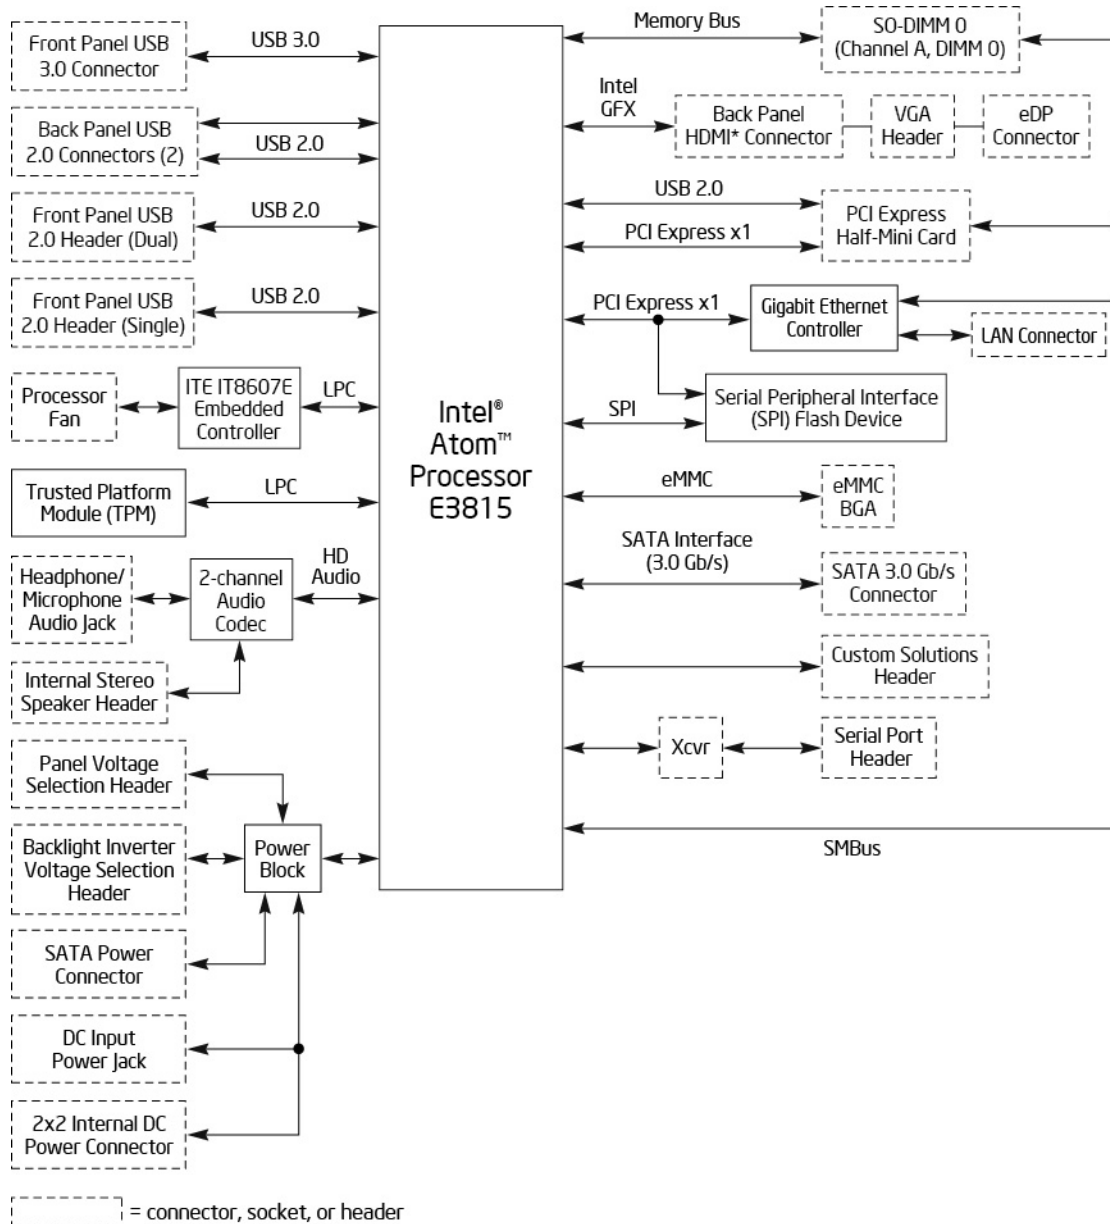 Front Panel USB
3.0 Connector
USB 3.0
Back Panel USB
2.0 Connectors (2)
USB 2.0
Front Panel USB
2.0 Header (Dual)
USB 2.0
Front Panel USB
2.0 Header (Single)
USB 2.0
Processor
Fan
ITE IT8607E
Embedded
Controller
LPC
Trusted Platform
Module (TPM)
LPC
Headphone/
Microphone
Audio Jack
2-channel
Audio
Codec
HD
Audio
Internal Stereo
Speaker Header
Panel Voltage
Selection Header
Backlight Inverter
Voltage Selection
Header
Power
Block
SATA Power
Connector
DC Input
Power Jack
2x2 Internal DC
Power Connector
Intel®
Atom™
Processor
E3815
Memory Bus
SO-DIMM 0
(Channel A, DIMM 0)
Intel
GFX
Back Panel
HDMI* Connector
VGA
Header
eDP
Connector
USB 2.0
PCI Express x1
PCI Express
Half-Mini Card
PCI Express x1
Gigabit Ethernet
Controller
LAN Connector
SPI
Serial Peripheral Interface
(SPI) Flash Device
eMMC
eMMC
BGA
SATA Interface
(3.0 Gb/s)
SATA 3.0 Gb/s
Connector
Custom Solutions
Header
Xcvr
Serial Port
Header
SMBus
= connector, socket, or header